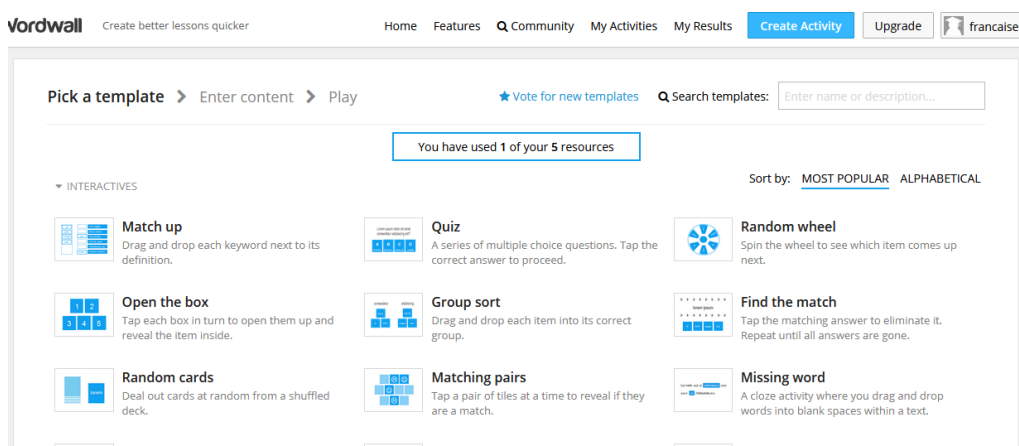 Wordwall Create better lessons quicker Home Features Community My Activities My Results Create Activity Upgrade francaise
Pick a template > Enter content > Play Vote for new templates Search templates: Enter name or description...
You have used 1 of your 5 resources
INTERACTIVES Sort by: MOST POPULAR ALPHABETICAL
Match up
Drag and drop each keyword next to its
definition.
Quiz
A series of multiple choice questions. Tap the
correct answer to proceed.
Random wheel
Spin the wheel to see which item comes up
next.
Open the box
Tap each box in turn to open them up and
reveal the item inside.
Group sort
Drag and drop each item into its correct
group.
Find the match
Tap the matching answer to eliminate it.
Repeat until all answers are gone.
Random cards
Deal out cards at random from a shuffled
deck.
Matching pairs
Tap a pair of tiles at a time to reveal if they
are a match.
Missing word
A cloze activity where you drag and drop
words into blank spaces within a text.